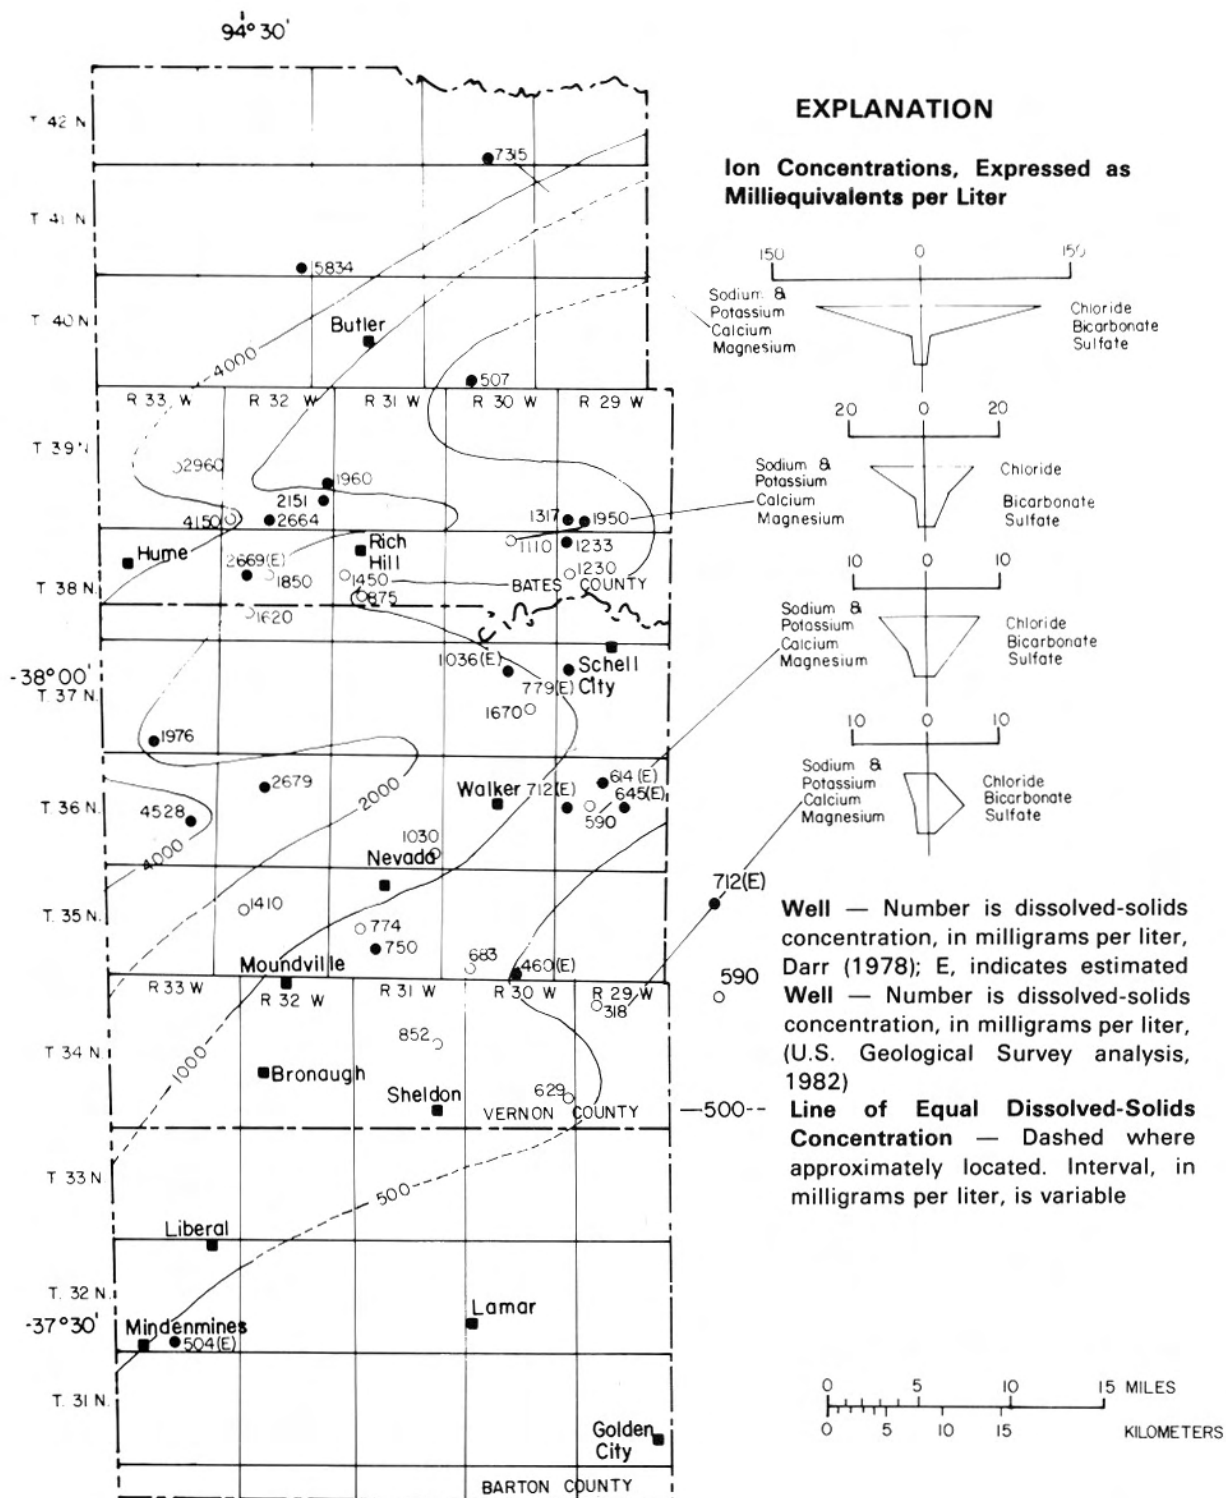 94°30'
EXPLANATION
T 42 N
7315
Ion Concentrations, Expressed as
Milliequivalents per Liter
T 41 N
150 0 150
5834
Sodium &
Potassium
Calcium
Magnesium
Chloride
Bicarbonate
Sulfate
T 40 N
Butler
4000
507
R 33 W R 32 W R 31 W R 30 W R 29 W
20 0 20
T 39 N
2960
1960
Sodium &
Potassium
Calcium
Magnesium
Chloride
Bicarbonate
Sulfate
2151
4150 2664
1317 1950
Hume
Rich
Hill
1110 1233
2669(E)
1850 1450 1230
T 38 N.
875
BATES COUNTY
10 0 10
1620
Sodium &
Potassium
Calcium
Magnesium
Chloride
Bicarbonate
Sulfate
1036(E)
Schell
City
-38°00'
T. 37 N.
779(E)
1670
1976
10 0 10
2679
614 (E)
Walker 712(E) 645(E)
Sodium &
Potassium
Calcium
Magnesium
Chloride
Bicarbonate
Sulfate
T 36 N
2000
4528
590
4000
1030
Nevada
712(E)
1410
T. 35 N.
774
750
683
Moundville
460(E)
Well — Number is dissolved-solids
concentration, in milligrams per liter,
Darr (1978); E, indicates estimated
590
Well — Number is dissolved-solids
concentration, in milligrams per liter,
(U.S. Geological Survey analysis,
1982)
R 33 W R 32 W R 31 W R 30 W R 29 W
318
852
T 34 N
1000
Bronaugh
Sheldon
629
VERNON COUNTY
—500--
Line of Equal Dissolved-Solids
Concentration — Dashed where
approximately located. Interval, in
milligrams per liter, is variable
T 33 N
500
Liberal
T. 32 N.
Lamar
-37°30'
Mindenmines
504(E)
T. 31 N.
0 5 10 15 MILES
0 5 10 15 KILOMETERS
Golden
City
BARTON COUNTY